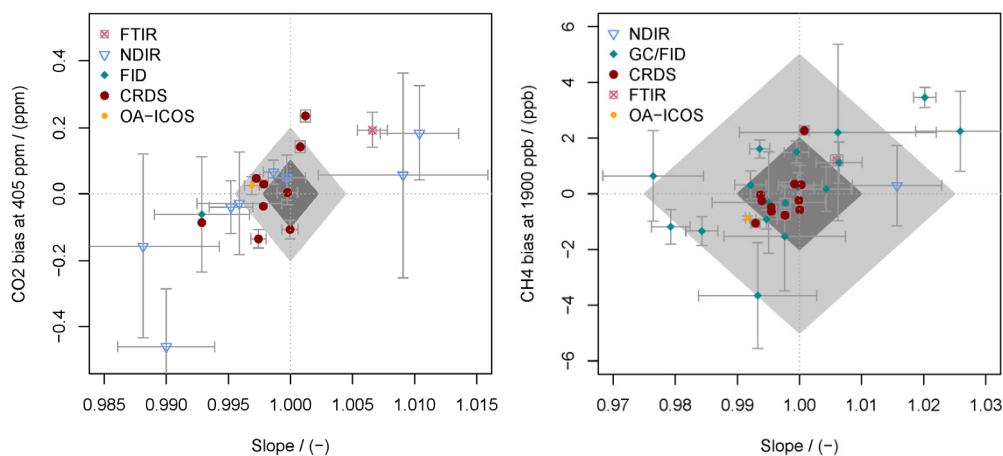 CO2 bias at 405 ppm / (ppm)
0.4
0.2
0.0
−0.2
−0.4
FTIR
NDIR
FID
CRDS
OA−ICOS
0.985
0.990
0.995
1.000
1.005
1.010
1.015
Slope / (−)
CH4 bias at 1900 ppb / (ppb)
6
4
2
0
−2
−4
−6
NDIR
GC/FID
CRDS
FTIR
OA−ICOS
0.97
0.98
0.99
1.00
1.01
1.02
1.03
Slope / (−)